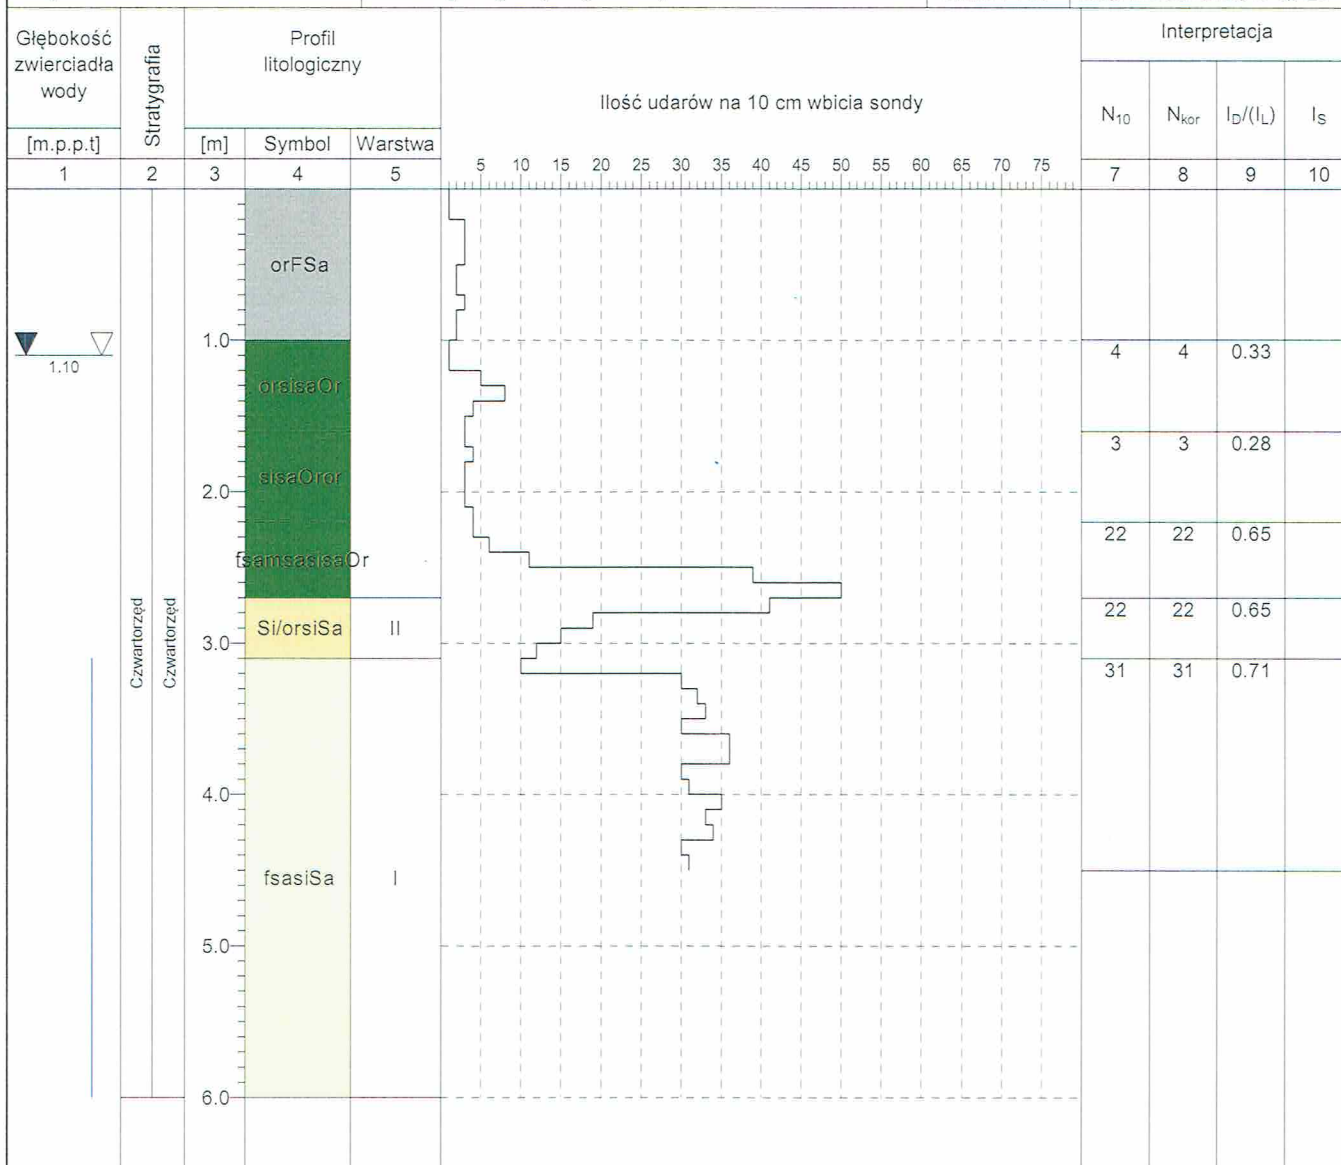 Głębokość zwierciadła wody
Stratygrafia
Profil litologiczny
Ilość udarów na 10 cm wbicia sondy
Interpretacja
[m.p.p.t]
[m]
Symbol
Warstwa
N10
Nkor
ID/(IL)
IS
1
2
3
4
5
5 10 15 20 25 30 35 40 45 50 55 60 65 70 75
7
8
9
10
orFSa
1.0
1.10
4 4 0.33
orsisaOr
3 3 0.28
sisaOror
2.0
22 22 0.65
fsamsasisaOr
Czwartorzęd
Czwartorzęd
22 22 0.65
Si/orsiSa
II
3.0
31 31 0.71
4.0
fsasiSa
I
5.0
6.0